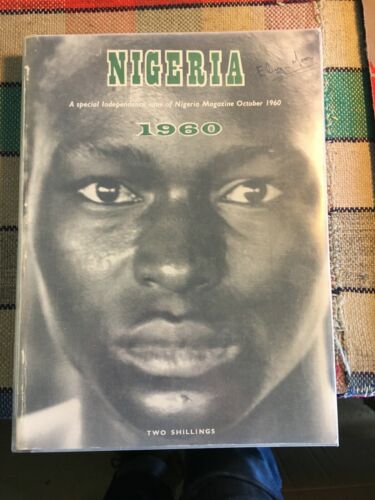 NIGERIA
A special Independence issue of Nigeria Magazine October 1960
1960
TWO SHILLINGS